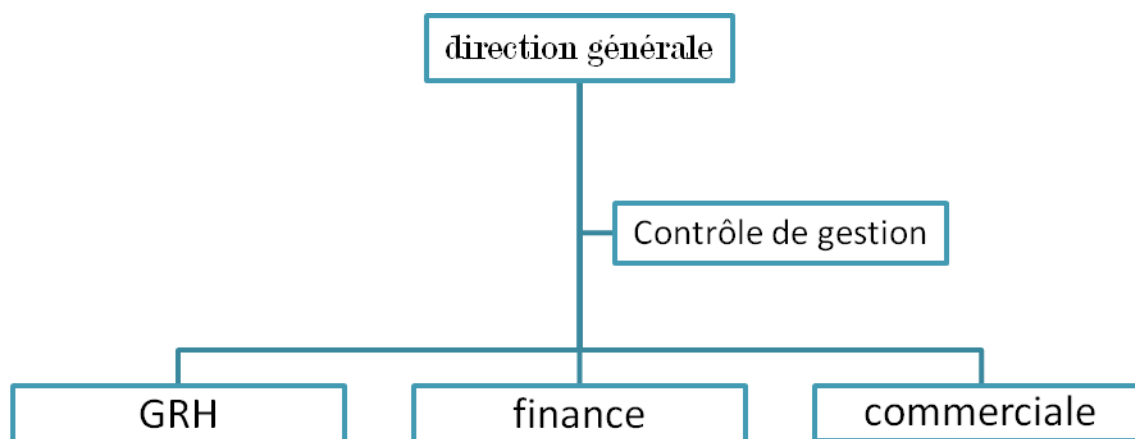 direction générale
Contrôle de gestion
GRH
finance
commerciale